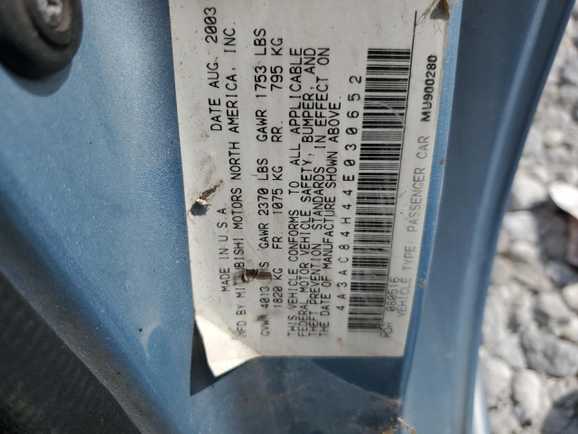 MADE IN U S A DATE AUG. 2003
MFD BY MITSUBISHI MOTORS NORTH AMERICA, INC.
GVWR 4013 LBS GAWR 2370 LBS GAWR 1753 LBS
1820 KG FR. 1075 KG RR. 795 KG
THIS VEHICLE CONFORMS TO ALL APPLICABLE
FEDERAL MOTOR VEHICLE SAFETY, BUMPER, AND
THEFT PREVENTION STANDARDS IN EFFECT ON
THE DATE OF MANUFACTURE SHOWN ABOVE.
4A3AC84H44E030652
VEHICLE TYPE: PASSENGER CAR MU900280